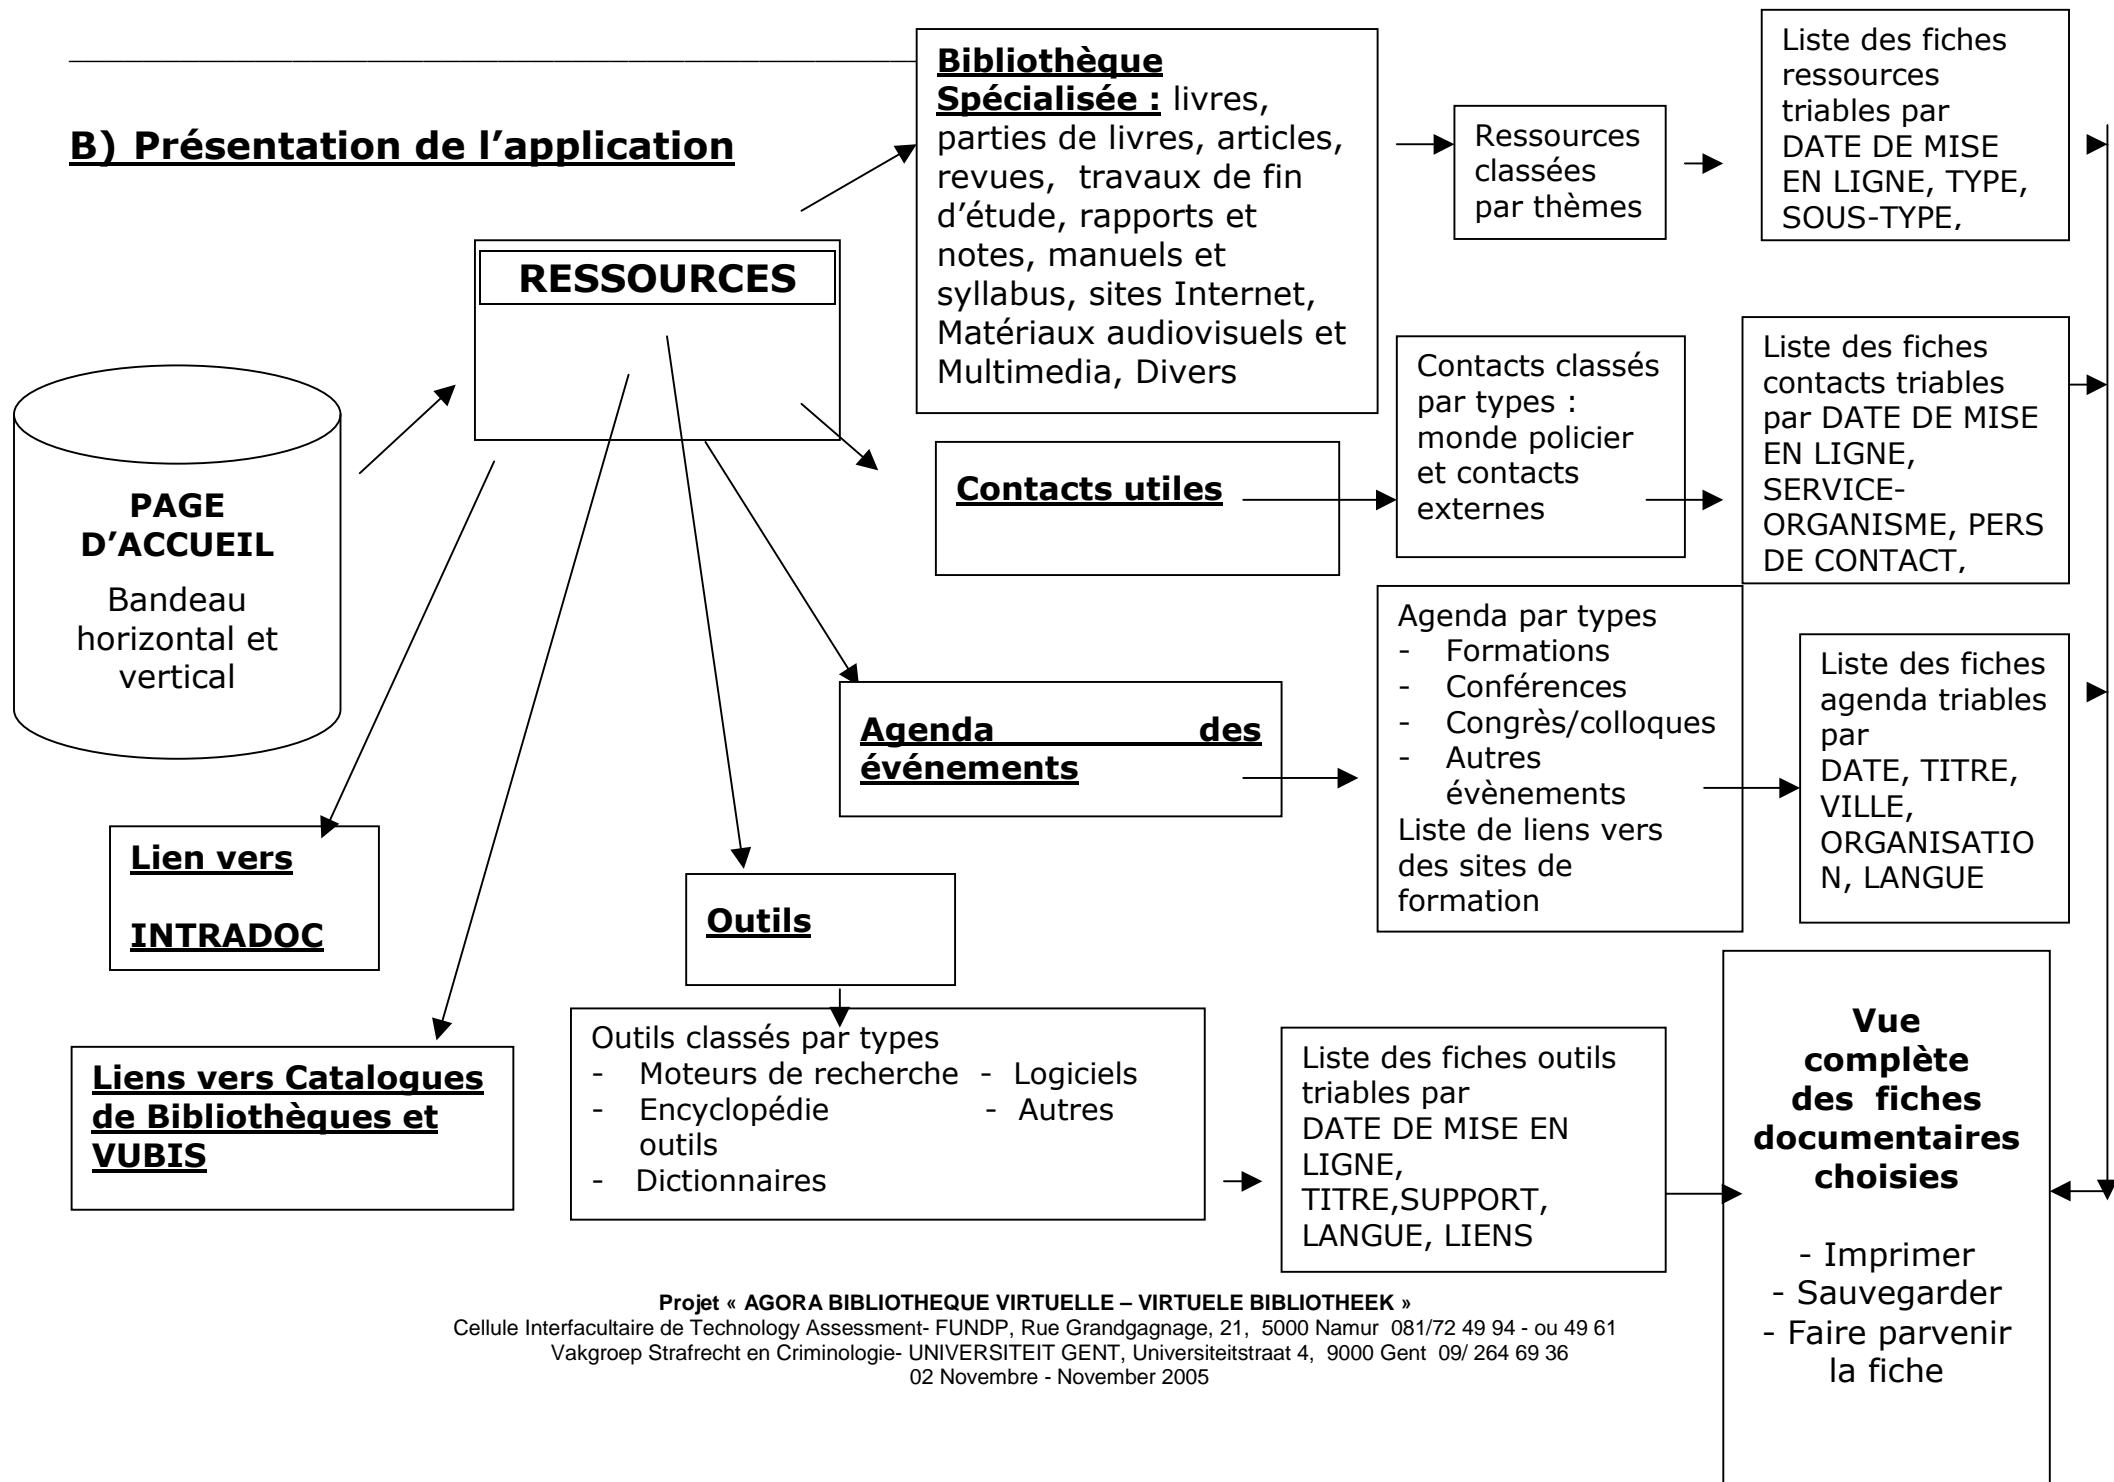 B) Présentation de l’application
RESSOURCES
PAGE
D’ACCUEIL
Bandeau
horizontal et
vertical
Bibliothèque
Spécialisée : livres,
parties de livres, articles,
revues, travaux de fin
d’étude, rapports et
notes, manuels et
syllabus, sites Internet,
Matériaux audiovisuels et
Multimedia, Divers
Ressources
classées
par thèmes
Liste des fiches
ressources
triables par
DATE DE MISE
EN LIGNE, TYPE,
SOUS-TYPE,
Contacts utiles
Contacts classés
par types :
monde policier
et contacts
externes
Liste des fiches
contacts triables
par DATE DE MISE
EN LIGNE,
SERVICE-
ORGANISME, PERS
DE CONTACT,
Agenda des
événements
Agenda par types
- Formations
- Conférences
- Congrès/colloques
- Autres
évènements
Liste de liens vers
des sites de
formation
Liste des fiches
agenda triables
par
DATE, TITRE,
VILLE,
ORGANISATIO
N, LANGUE
Lien vers
INTRADOC
Outils
Liens vers Catalogues
de Bibliothèques et
VUBIS
Outils classés par types
- Moteurs de recherche - Logiciels
- Encyclopédie - Autres
outils
- Dictionnaires
Liste des fiches outils
triables par
DATE DE MISE EN
LIGNE,
TITRE,SUPPORT,
LANGUE, LIENS
Vue
complète
des fiches
documentaires
choisies
- Imprimer
- Sauvegarder
- Faire parvenir
la fiche
Projet « AGORA BIBLIOTHEQUE VIRTUELLE – VIRTUELE BIBLIOTHEEK »
Cellule Interfacultaire de Technology Assessment- FUNDP, Rue Grandgagnage, 21, 5000 Namur 081/72 49 94 - ou 49 61
Vakgroep Strafrecht en Criminologie- UNIVERSITEIT GENT, Universiteitstraat 4, 9000 Gent 09/ 264 69 36
02 Novembre - November 2005